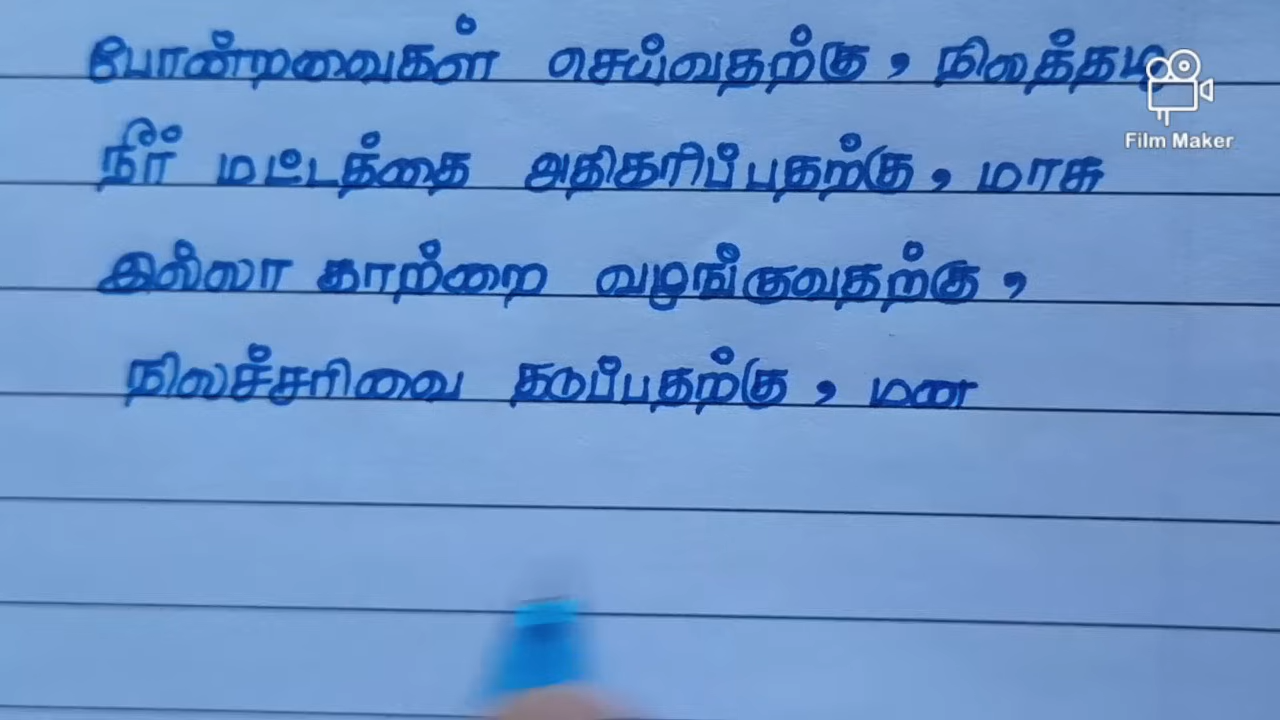 போன்றவைகள் செய்வதற்கு, நிலத்தடி
Film Maker
நீர் மட்டத்தை அதிகரிப்பதற்கு, மாசு
இல்லா காற்றை வழங்குவதற்கு,
நிலச்சரிவை தடுப்பதற்கு, மண